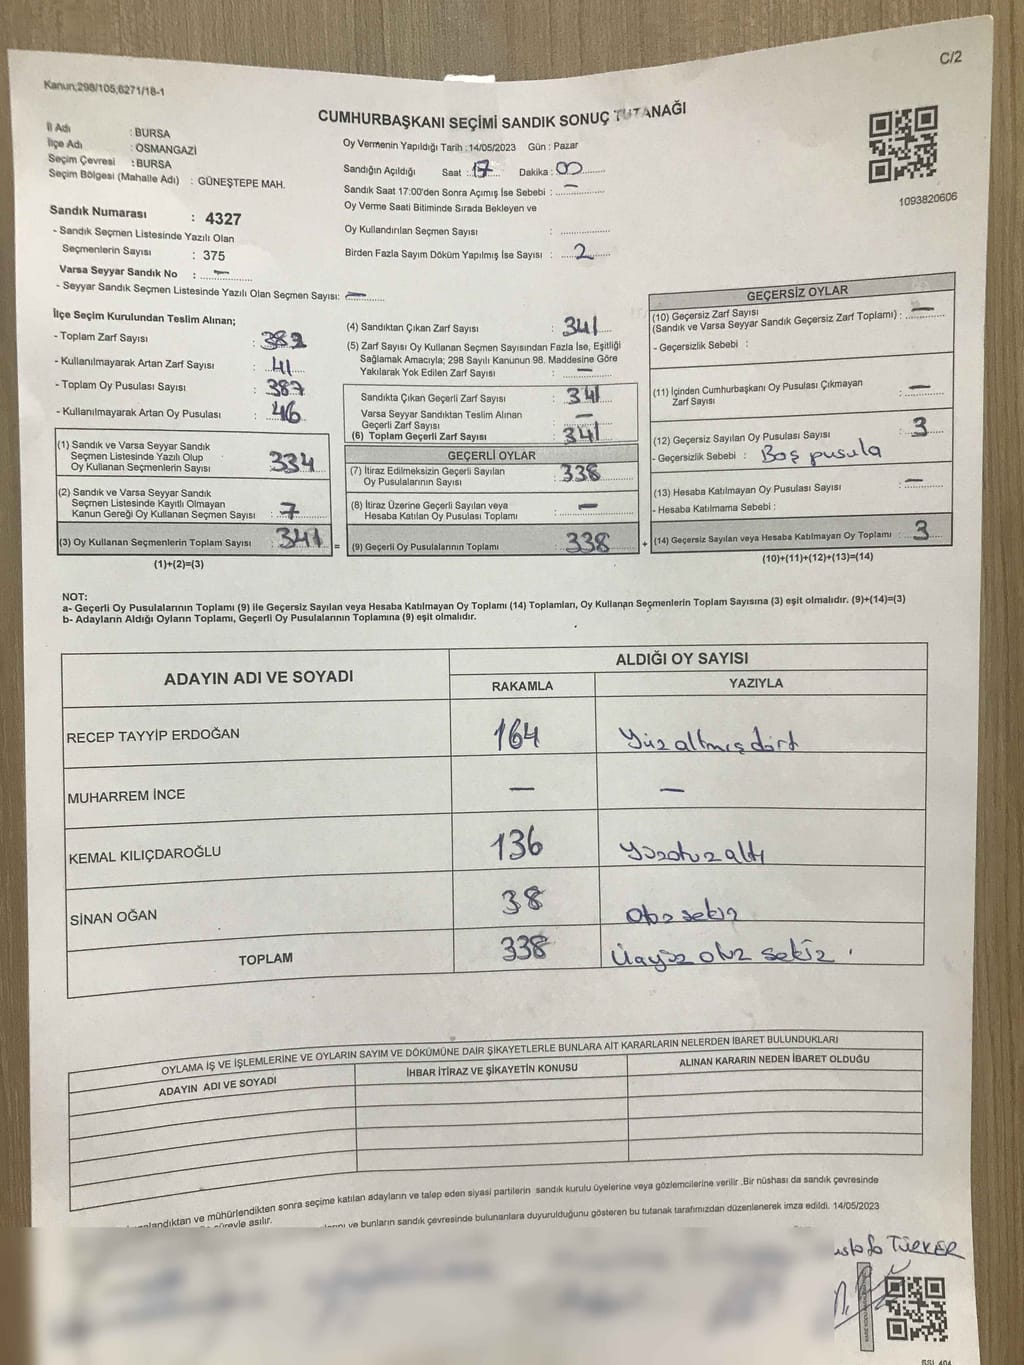 C/2
Kanun;298/105,6271/18-1
CUMHURBAŞKANI SEÇİMİ SANDIK SONUÇ TUTANAĞI
İl Adı : BURSA
İlçe Adı : OSMANGAZİ
Seçim Çevresi : BURSA
Seçim Bölgesi (Mahalle Adı) : GÜNEŞTEPE MAH.
Oy Vermenin Yapıldığı Tarih :14/05/2023 Gün : Pazar
Sandığın Açıldığı Saat : 17 Dakika : 00
Sandık Saat 17:00'den Sonra Açımış İse Sebebi : —
Oy Verme Saati Bitiminde Sırada Bekleyen ve
Oy Kullandırılan Seçmen Sayısı :
Birden Fazla Sayım Döküm Yapılmış İse Sayısı : 2
1093820606
Sandık Numarası : 4327
- Sandık Seçmen Listesinde Yazılı Olan
Seçmenlerin Sayısı : 375
Varsa Seyyar Sandık No : —
- Seyyar Sandık Seçmen Listesinde Yazılı Olan Seçmen Sayısı: —
İlçe Seçim Kurulundan Teslim Alınan;
- Toplam Zarf Sayısı : 382
- Kullanılmayarak Artan Zarf Sayısı : 41
- Toplam Oy Pusulası Sayısı : 387
- Kullanılmayarak Artan Oy Pusulası : 46
(1) Sandık ve Varsa Seyyar Sandık
Seçmen Listesinde Yazılı Olup
Oy Kullanan Seçmenlerin Sayısı : 334
(2) Sandık ve Varsa Seyyar Sandık
Seçmen Listesinde Kayıtlı Olmayan
Kanun Gereği Oy Kullanan Seçmen Sayısı : 7
(3) Oy Kullanan Seçmenlerin Toplam Sayısı : 341 =
(1)+(2)=(3)
(4) Sandıktan Çıkan Zarf Sayısı : 341
(5) Zarf Sayısı Oy Kullanan Seçmen Sayısından Fazla İse, Eşitliği
Sağlamak Amacıyla; 298 Sayılı Kanunun 98. Maddesine Göre
Yakılarak Yok Edilen Zarf Sayısı : —
Sandıkta Çıkan Geçerli Zarf Sayısı : 341
Varsa Seyyar Sandıktan Teslim Alınan
Geçerli Zarf Sayısı : —
(6) Toplam Geçerli Zarf Sayısı : 341
GEÇERLİ OYLAR
(7) İtiraz Edilmeksizin Geçerli Sayılan
Oy Pusulalarının Sayısı : 338
(8) İtiraz Üzerine Geçerli Sayılan veya
Hesaba Katılan Oy Pusulası Toplamı : —
(9) Geçerli Oy Pusulalarının Toplamı : 338 +
GEÇERSİZ OYLAR
(10) Geçersiz Zarf Sayısı
(Sandık ve Varsa Seyyar Sandık Geçersiz Zarf Toplamı) : —
- Geçersizlik Sebebi :
(11) İçinden Cumhurbaşkanı Oy Pusulası Çıkmayan
Zarf Sayısı : —
(12) Geçersiz Sayılan Oy Pusulası Sayısı : 3
- Geçersizlik Sebebi : Boş pusula
(13) Hesaba Katılmayan Oy Pusulası Sayısı : —
- Hesaba Katılmama Sebebi :
(14) Geçersiz Sayılan veya Hesaba Katılmayan Oy Toplamı : 3
(10)+(11)+(12)+(13)=(14)
NOT:
a- Geçerli Oy Pusulalarının Toplamı (9) ile Geçersiz Sayılan veya Hesaba Katılmayan Oy Toplamı (14) Toplamları, Oy Kullanan Seçmenlerin Toplam Sayısına (3) eşit olmalıdır. (9)+(14)=(3)
b- Adayların Aldığı Oyların Toplamı, Geçerli Oy Pusulalarının Toplamına (9) eşit olmalıdır.
ADAYIN ADI VE SOYADI
ALDIĞI OY SAYISI
RAKAMLA YAZIYLA
RECEP TAYYİP ERDOĞAN 164 Yüz altmış dört
MUHARREM İNCE — —
KEMAL KILIÇDAROĞLU 136 Yüzotuz altı
SİNAN OĞAN 38 Otuz sekiz
TOPLAM 338 Üçyüz otuz sekiz
OYLAMA İŞ VE İŞLEMLERİNE VE OYLARIN SAYIM VE DÖKÜMÜNE DAİR ŞİKAYETLERLE BUNLARA AİT KARARLARIN NELERDEN İBARET BULUNDUKLARI
ADAYIN ADI VE SOYADI İHBAR İTİRAZ VE ŞİKAYETİN KONUSU ALINAN KARARIN NEDEN İBARET OLDUĞU
ve mühürlendikten sonra seçime katılan adayların ve talep eden siyasi partilerin sandık kurulu üyelerine veya gözlemcilerine verilir .Bir nüshası da sandık çevresinde
asılır.
ve bunların sandık çevresinde bulunanlara duyurulduğunu gösteren bu tutanak tarafımızdan düzenlenerek imza edildi. 14/05/2023
TÜRKER